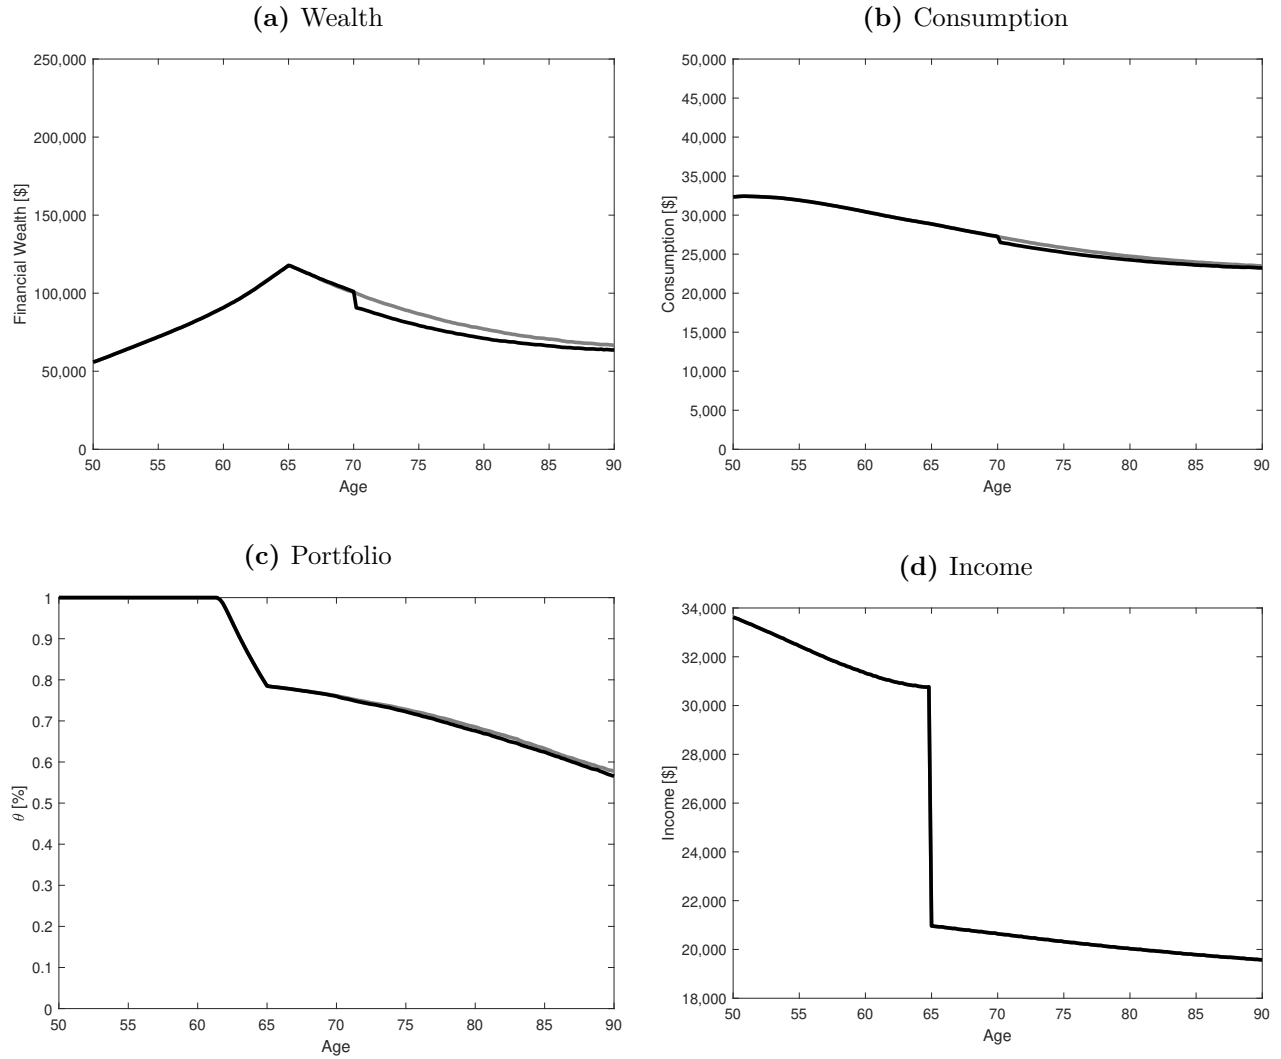 (a) Wealth
250,000
200,000
150,000
100,000
50,000
0
Financial Wealth [$]
50 55 60 65 70 75 80 85 90
Age
(b) Consumption
50,000
45,000
40,000
35,000
30,000
25,000
20,000
15,000
10,000
5,000
0
Consumption [$]
50 55 60 65 70 75 80 85 90
Age
(c) Portfolio
1
0.9
0.8
0.7
0.6
0.5
0.4
0.3
0.2
0.1
0
θ [%]
50 55 60 65 70 75 80 85 90
Age
(d) Income
34,000
32,000
30,000
28,000
26,000
24,000
22,000
20,000
18,000
Income [$]
50 55 60 65 70 75 80 85 90
Age